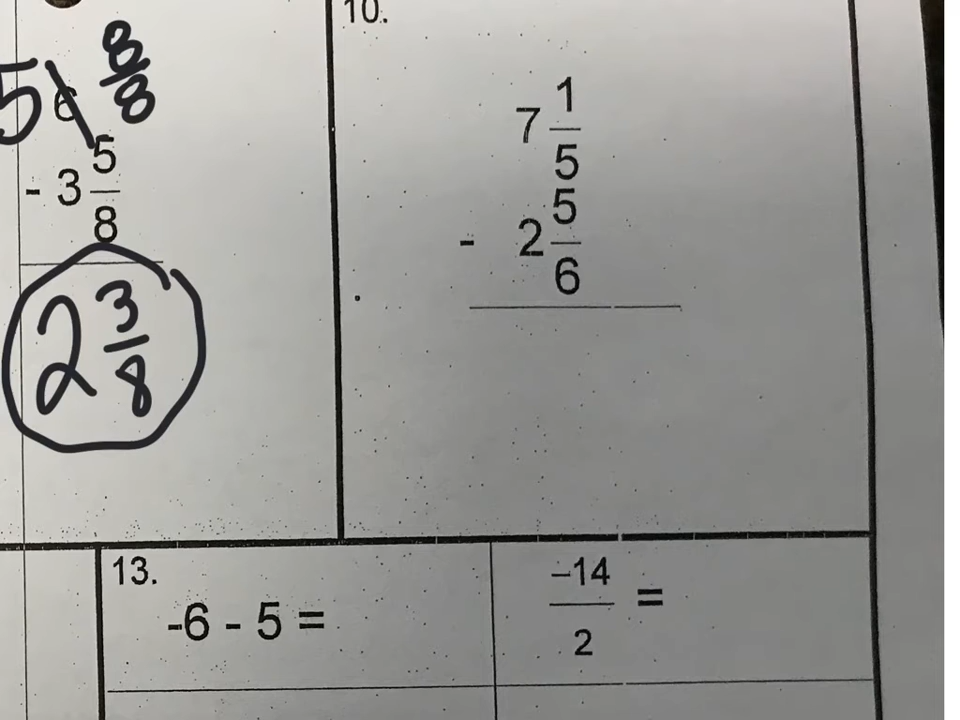 5 6 8/8
- 3 5/8
2 3/8
10.
7 1/5
- 2 5/6
13.
-6 - 5 =
-14/2 =